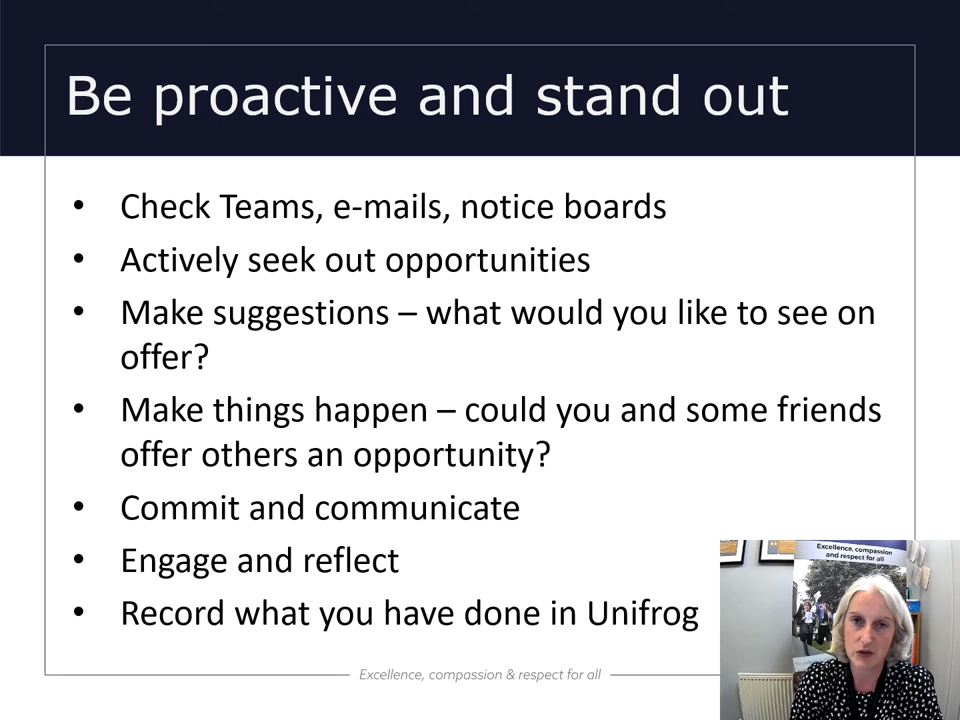 Be proactive and stand out
• Check Teams, e-mails, notice boards
• Actively seek out opportunities
• Make suggestions – what would you like to see on
offer?
• Make things happen – could you and some friends
offer others an opportunity?
• Commit and communicate
• Engage and reflect
• Record what you have done in Unifrog
Excellence, compassion
and respect for all
Excellence, compassion & respect for all